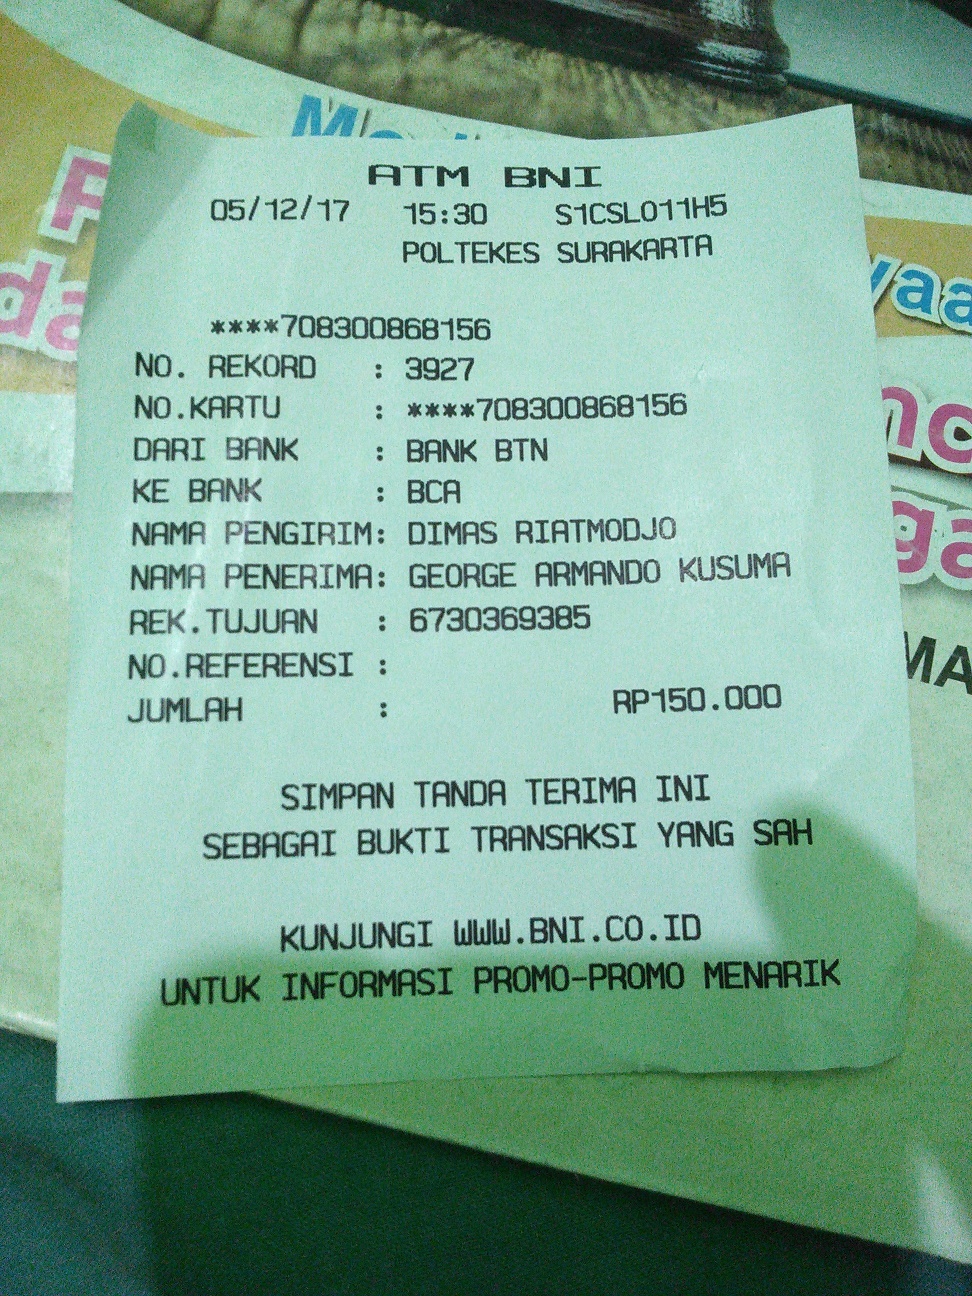 ATM BNI
05/12/17 15:30 S1CSL011H5
POLTEKES SURAKARTA
****708300868156
NO. REKORD : 3927
NO.KARTU : ****708300868156
DARI BANK : BANK BTN
KE BANK : BCA
NAMA PENGIRIM: DIMAS RIATMODJO
NAMA PENERIMA: GEORGE ARMANDO KUSUMA
REK.TUJUAN : 6730369385
NO.REFERENSI :
JUMLAH : RP150.000
SIMPAN TANDA TERIMA INI
SEBAGAI BUKTI TRANSAKSI YANG SAH
KUNJUNGI WWW.BNI.CO.ID
UNTUK INFORMASI PROMO-PROMO MENARIK